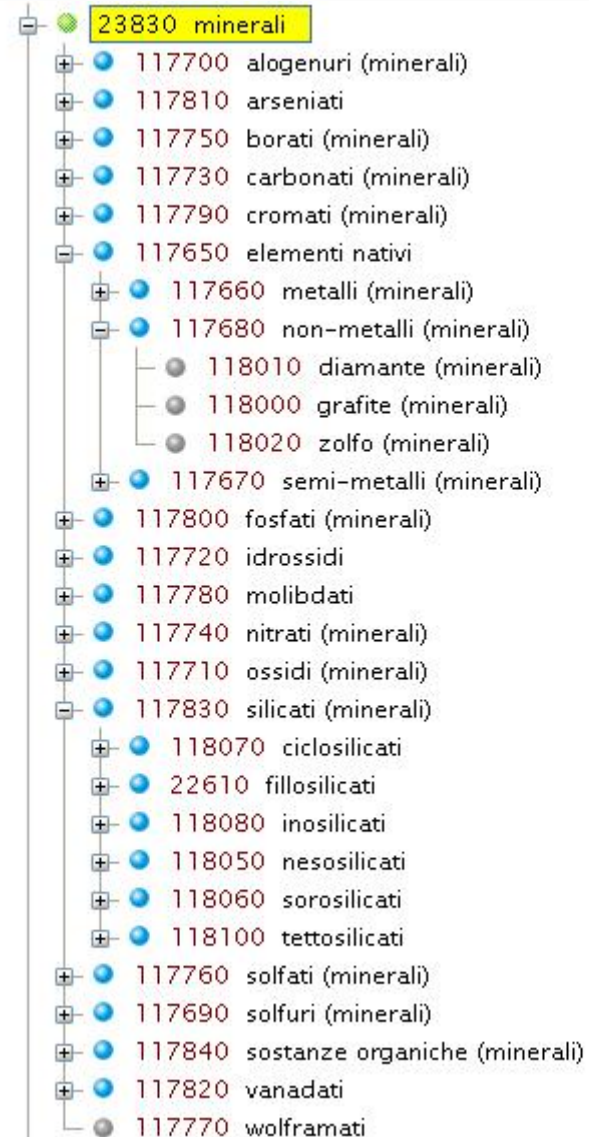 23830 minerali
117700 alogenuri (minerali)
117810 arseniati
117750 borati (minerali)
117730 carbonati (minerali)
117790 cromati (minerali)
117650 elementi nativi
117660 metalli (minerali)
117680 non-metalli (minerali)
118010 diamante (minerali)
118000 grafite (minerali)
118020 zolfo (minerali)
117670 semi-metalli (minerali)
117800 fosfati (minerali)
117720 idrossidi
117780 molibdati
117740 nitrati (minerali)
117710 ossidi (minerali)
117830 silicati (minerali)
118070 ciclosilicati
22610 fillosilicati
118080 inosilicati
118050 nesosilicati
118060 sorosilicati
118100 tettosilicati
117760 solfati (minerali)
117690 solfuri (minerali)
117840 sostanze organiche (minerali)
117820 vanadati
117770 wolframati